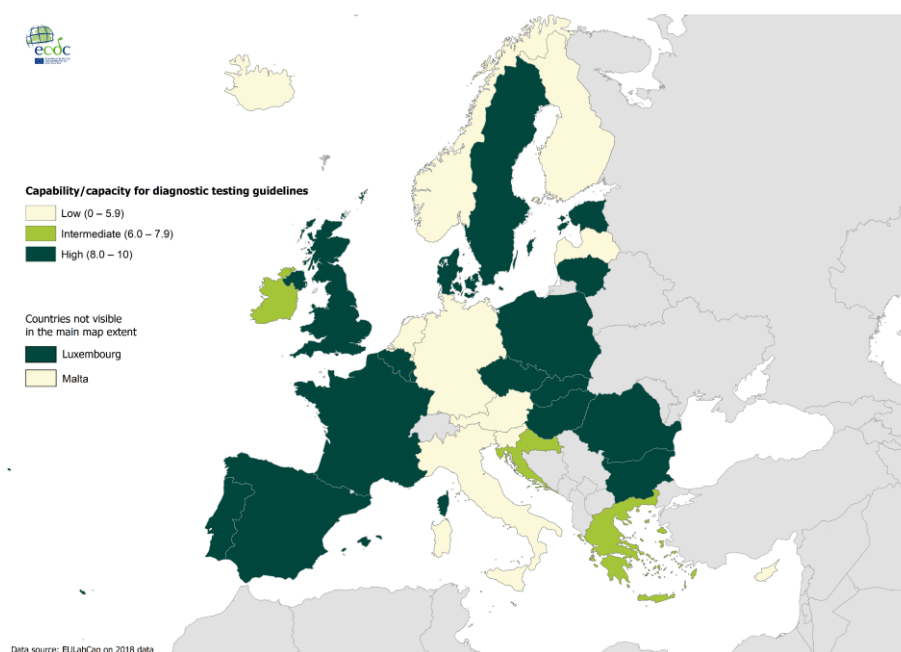 ecdc
Capability/capacity for diagnostic testing guidelines
Low (0 – 5.9)
Intermediate (6.0 – 7.9)
High (8.0 – 10)
Countries not visible
in the main map extent
Luxembourg
Malta
Data source: EULabCap on 2018 data